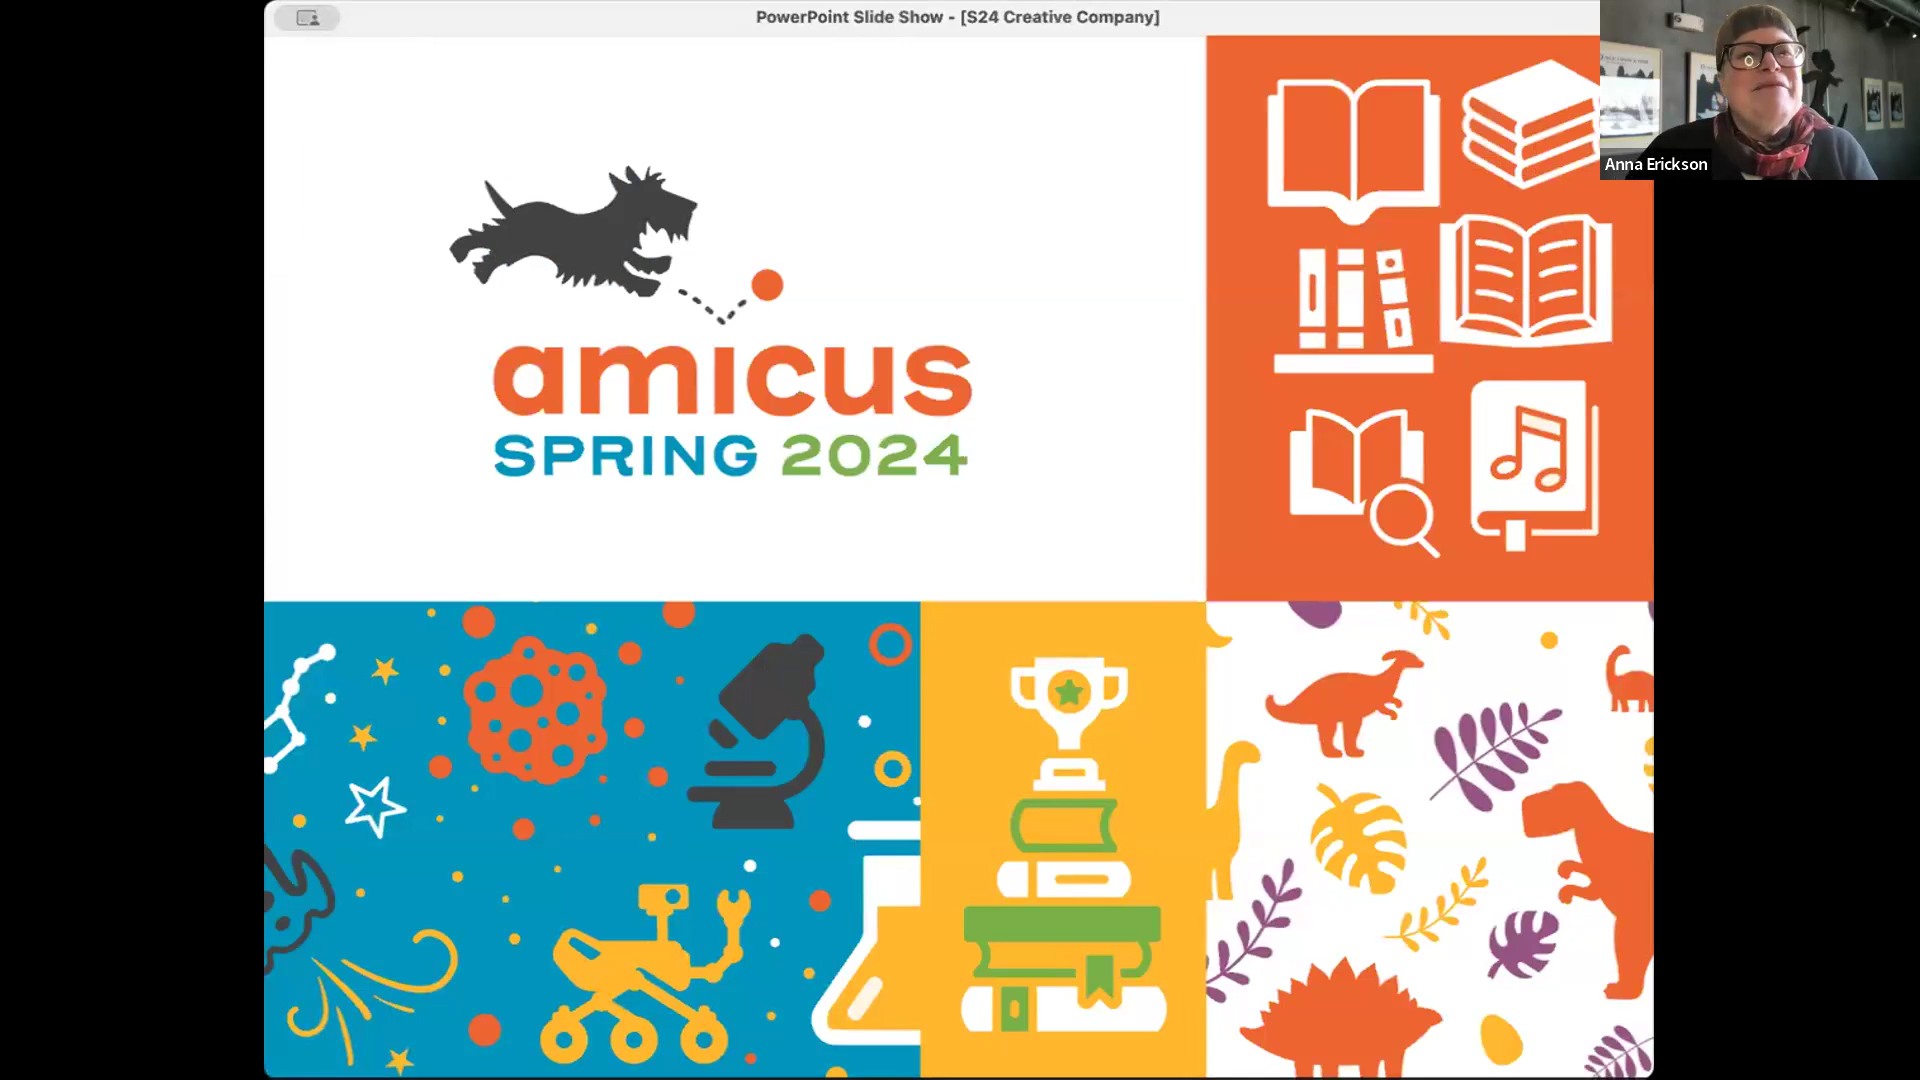 PowerPoint Slide Show - [S24 Creative Company]
Anna Erickson
amicus
SPRING 2024